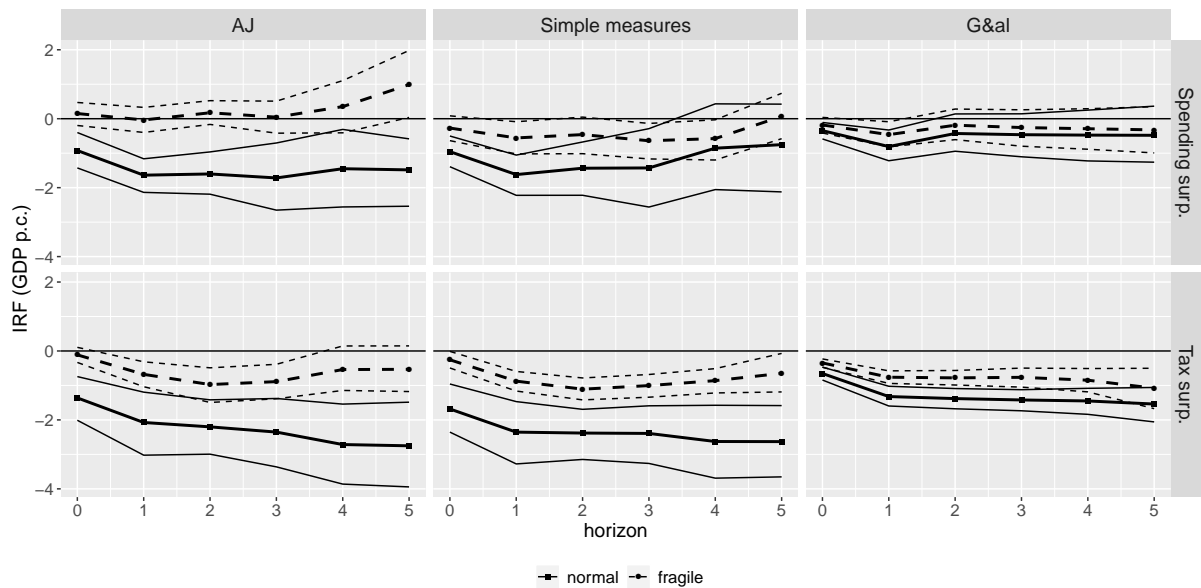 AJ Simple measures G&al
2
0
−2
−4
Spending surp.
2
0
−2
−4
Tax surp.
IRF (GDP p.c.)
0 1 2 3 4 5 0 1 2 3 4 5 0 1 2 3 4 5
horizon
normal fragile